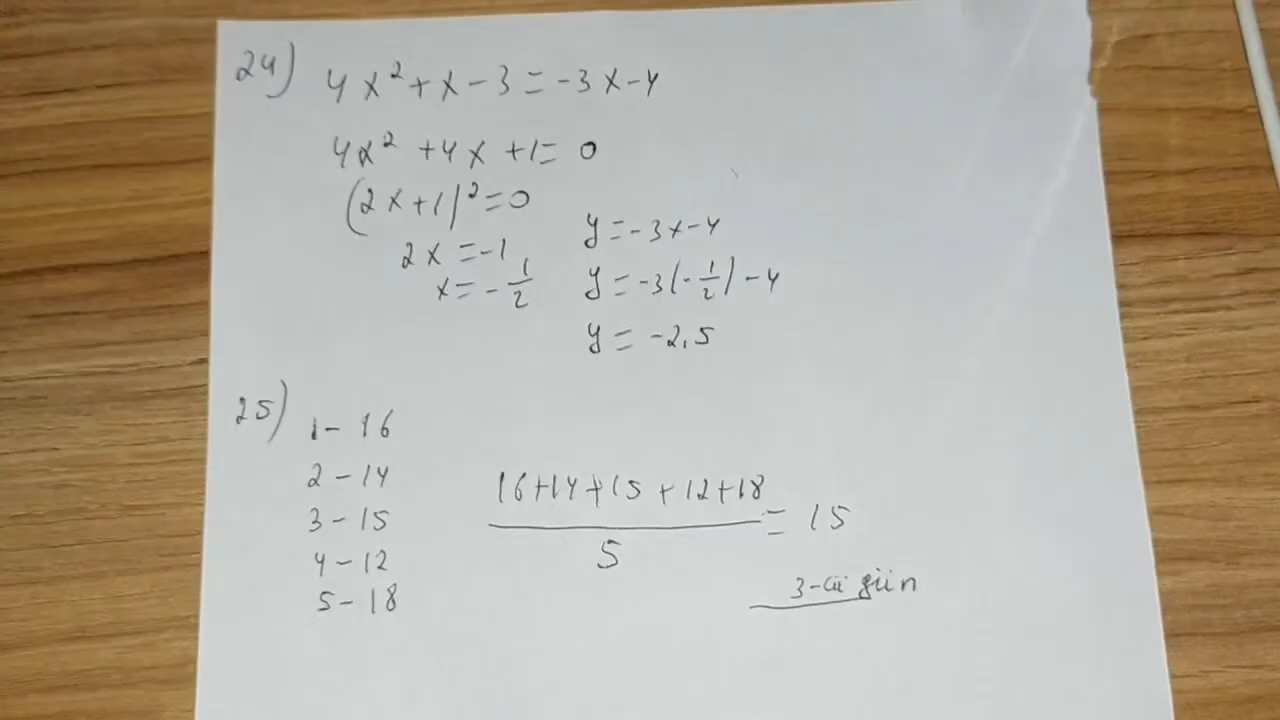 24) 4x² + x - 3 = -3x - 4
4x² + 4x + 1 = 0
(2x + 1)² = 0
2x = -1
x = -1/2
y = -3x - 4
y = -3(-1/2) - 4
y = -2,5
25) 1 - 16
2 - 14
3 - 15
4 - 12
5 - 18
(16+14+15+12+18)/5 = 15
3-cü gün